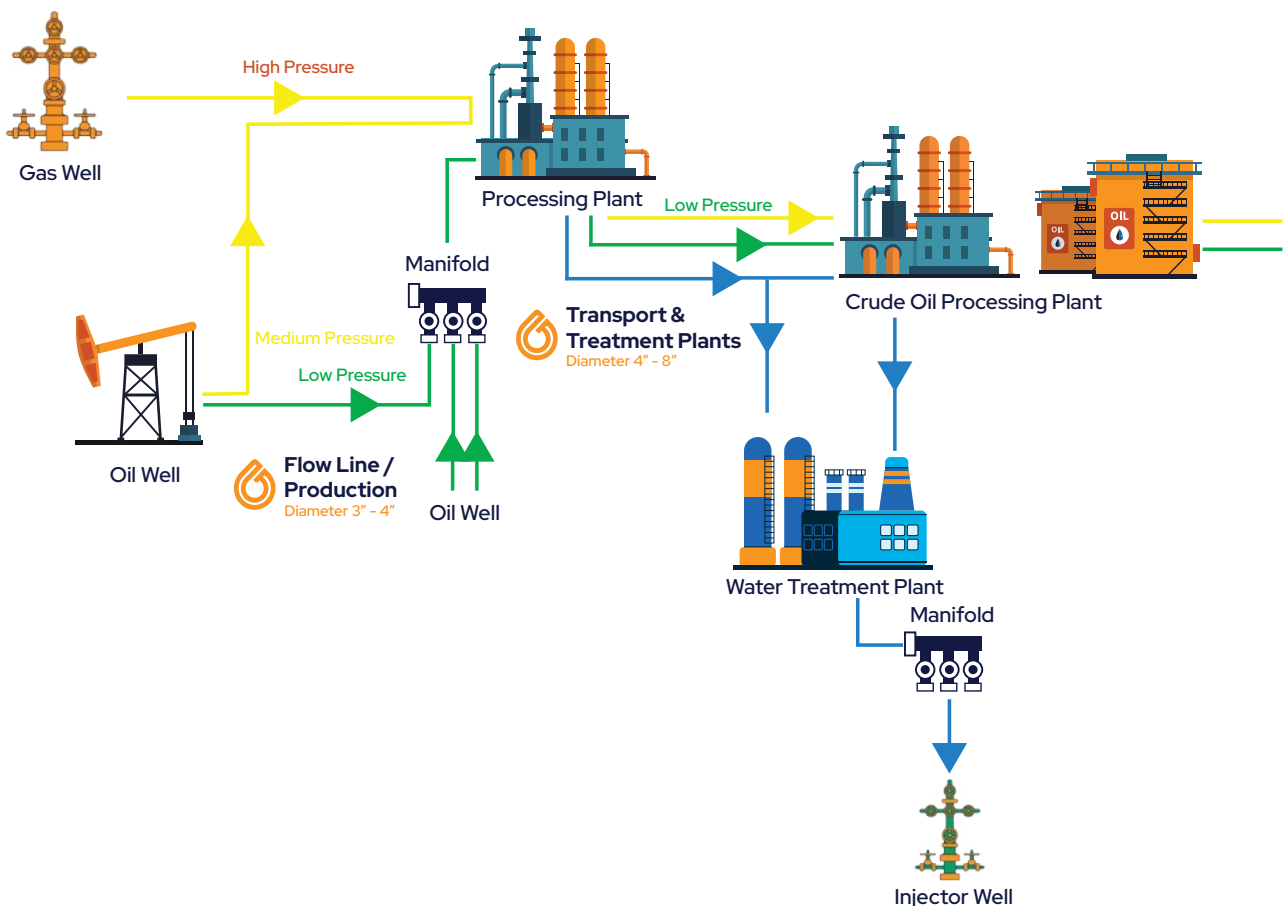 High Pressure
Gas Well
Processing Plant
Low Pressure
Manifold
OIL
OIL
Crude Oil Processing Plant
Transport &
Treatment Plants
Diameter 4” - 8”
Medium Pressure
Low Pressure
Oil Well
Flow Line /
Production
Diameter 3” - 4”
Oil Well
Water Treatment Plant
Manifold
Injector Well